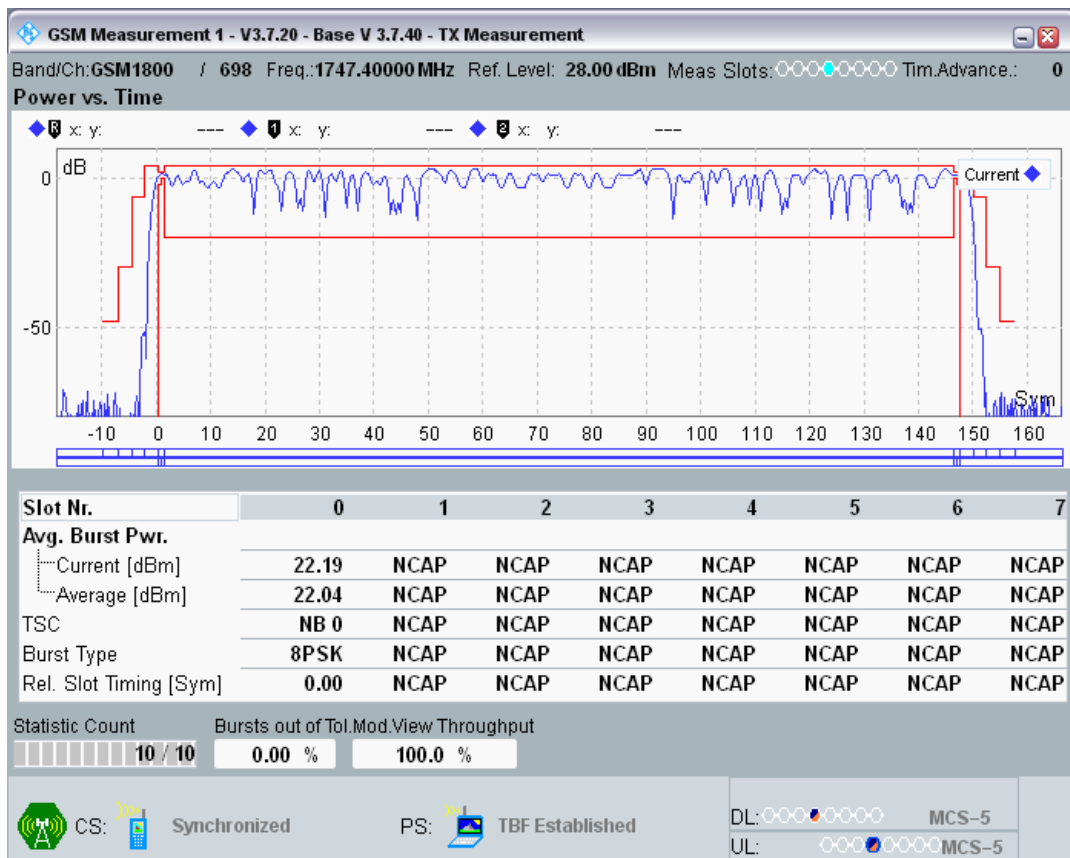 GSM Measurement 1 - V3.7.20 - Base V 3.7.40 - TX Measurement
Band/Ch:GSM1800 / 698 Freq.:1747.40000 MHz Ref. Level: 28.00 dBm Meas Slots: Tim.Advance.: 0
Power vs. Time
R x: y: --- 1 x: y: --- 2 x: y: ---
dB
0
Current
-50
Sym
-10 0 10 20 30 40 50 60 70 80 90 100 110 120 130 140 150 160
Slot Nr. 0 1 2 3 4 5 6 7
Avg. Burst Pwr.
Current [dBm] 22.19 NCAP NCAP NCAP NCAP NCAP NCAP NCAP
Average [dBm] 22.04 NCAP NCAP NCAP NCAP NCAP NCAP NCAP
TSC NB 0 NCAP NCAP NCAP NCAP NCAP NCAP NCAP
Burst Type 8PSK NCAP NCAP NCAP NCAP NCAP NCAP NCAP
Rel. Slot Timing [Sym] 0.00 NCAP NCAP NCAP NCAP NCAP NCAP NCAP
Statistic Count Bursts out of Tol. Mod.View Throughput
10 / 10 0.00 % 100.0 %
CS: Synchronized PS: TBF Established DL: MCS-5
UL: MCS-5